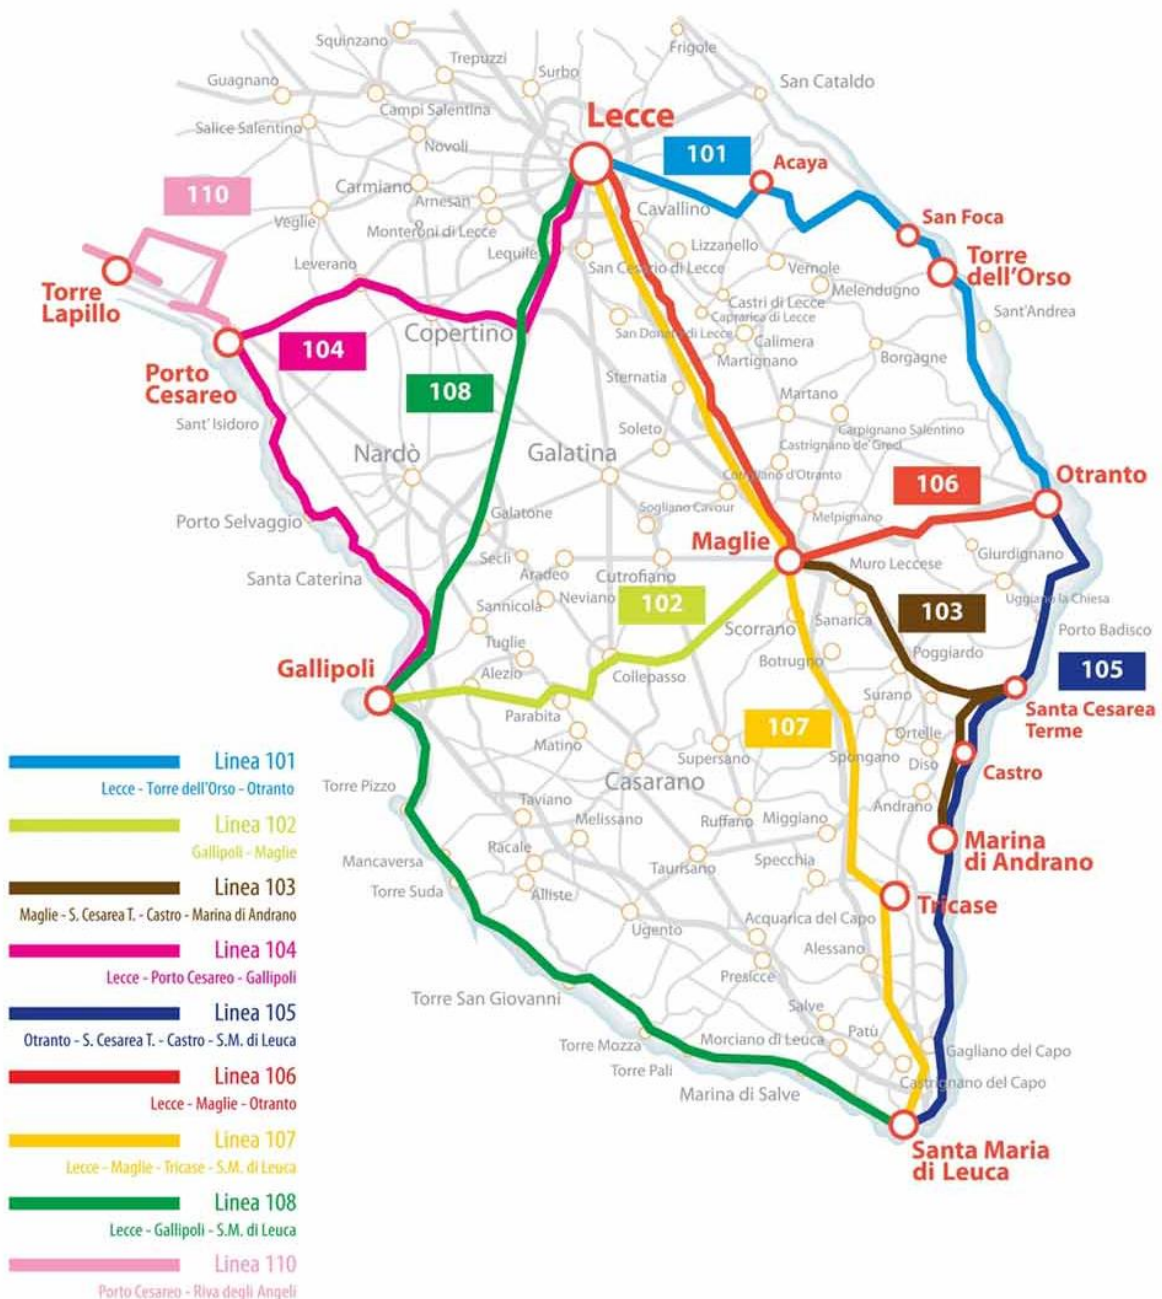 Squinzano
Trepuzzi
Frigole
Guagnano
Surbo
San Cataldo
Campi Salentina
Lecce
Salice Salentino
Novoli
101
Acaya
110
Carmiano
Arnesan
Cavallino
San Foca
Veglie
Monteroni di Lecce
Lequile
Lizzanello
Torre
dell'Orso
Leverano
San Cesario di Lecce
Vernole
Melendugno
Torre
Lapillo
Castri di Lecce
Caprarica di Lecce
Sant'Andrea
Copertino
San Donato di Lecce
Calimera
104
Martignano
Borgagne
Porto
Cesareo
108
Sternatia
Martano
Sant' Isidoro
Soleto
Carpignano Salentino
Castrignano de' Greci
Nardò
Galatina
Corigliano d'Otranto
106
Otranto
Porto Selvaggio
Galatone
Sogliano Cavour
Melpignano
Maglie
Secli
Aradeo
Cutrofiano
Muro Leccese
Giurdignano
Santa Caterina
Sannicola
Neviano
102
Sanarica
103
Uggiano la Chiesa
Scorrano
Porto Badisco
Tuglie
Botrugno
Poggiardo
Gallipoli
Alezio
Collepasso
105
Surano
Parabita
107
Santa Cesarea
Terme
Matino
Ortelle
Supersano
Spongano
Diso
Castro
Casarano
Torre Pizzo
Taviano
Andrano
Melissano
Ruffano
Miggiano
Marina
di Andrano
Mancaversa
Racale
Taurisano
Specchia
Torre Suda
Alliste
Tricase
Ugento
Acquarica del Capo
Alessano
Presicce
Torre San Giovanni
Salve
Patù
Torre Mozza
Morciano di Leuca
Gagliano del Capo
Torre Pali
Castrignano del Capo
Marina di Salve
Santa Maria
di Leuca
Linea 101
Lecce - Torre dell'Orso - Otranto
Linea 102
Gallipoli - Maglie
Linea 103
Maglie - S. Cesarea T. - Castro - Marina di Andrano
Linea 104
Lecce - Porto Cesareo - Gallipoli
Linea 105
Otranto - S. Cesarea T. - Castro - S.M. di Leuca
Linea 106
Lecce - Maglie - Otranto
Linea 107
Lecce - Maglie - Tricase - S.M. di Leuca
Linea 108
Lecce - Gallipoli - S.M. di Leuca
Linea 110
Porto Cesareo - Riva degli Angeli